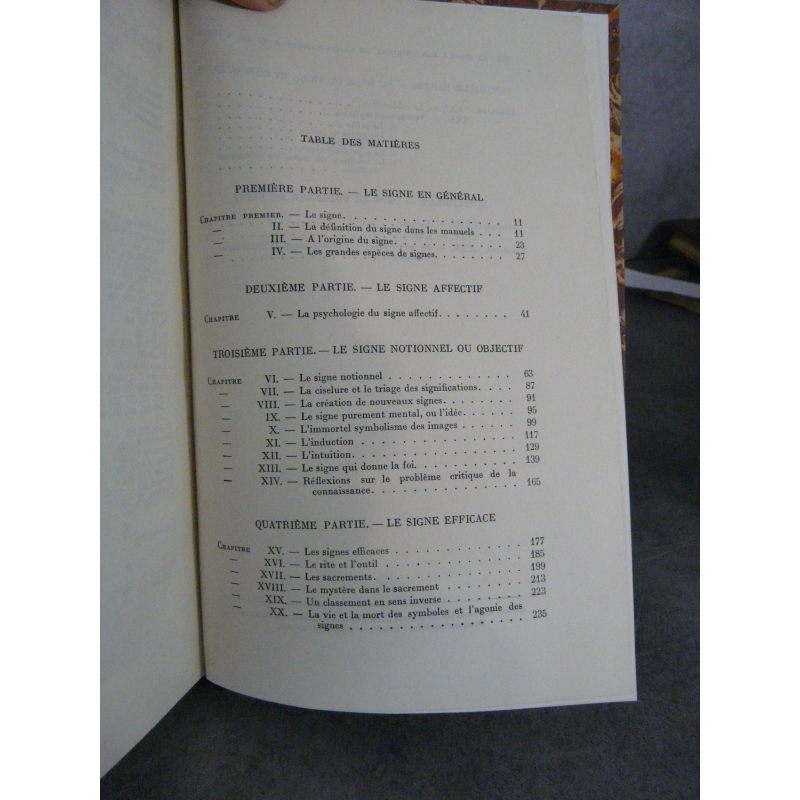 TABLE DES MATIÈRES
PREMIÈRE PARTIE. — LE SIGNE EN GÉNÉRAL
CHAPITRE PREMIER. — Le signe. . . . . . . . . . . . . . . . . 11
— II. — La définition du signe dans les manuels . . . 11
— III. — A l'origine du signe. . . . . . . . . . . . 23
— IV. — Les grandes espèces de signes. . . . . . . . 27
DEUXIÈME PARTIE. — LE SIGNE AFFECTIF
CHAPITRE V. — La psychologie du signe affectif. . . . . . . . 41
TROISIÈME PARTIE. — LE SIGNE NOTIONNEL OU OBJECTIF
CHAPITRE VI. — Le signe notionnel . . . . . . . . . . . . . 63
— VII. — La ciselure et le triage des significations. . . . 87
— VIII. — La création de nouveaux signes. . . . . . . . 91
— IX. — Le signe purement mental, ou l'idée. . . . . . 95
— X. — L'immortel symbolisme des images . . . . . . 99
— XI. — L'induction . . . . . . . . . . . . . . . . 117
— XII. — L'intuition. . . . . . . . . . . . . . . . 129
— XIII. — Le signe qui donne la foi. . . . . . . . . . 139
— XIV. — Réflexions sur le problème critique de la
connaissance. . . . . . . . . . . . . . . 165
QUATRIÈME PARTIE. — LE SIGNE EFFICACE
CHAPITRE XV. — Les signes efficaces . . . . . . . . . . . . 177
— XVI. — Le rite et l'outil . . . . . . . . . . . . . 185
— XVII. — Les sacrements. . . . . . . . . . . . . . . 199
— XVIII. — Le mystère dans le sacrement . . . . . . . . 213
— XIX. — Un classement en sens inverse . . . . . . . . 223
— XX. — La vie et la mort des symboles et l'agonie des
signes . . . . . . . . . . . . . . . . . . 235